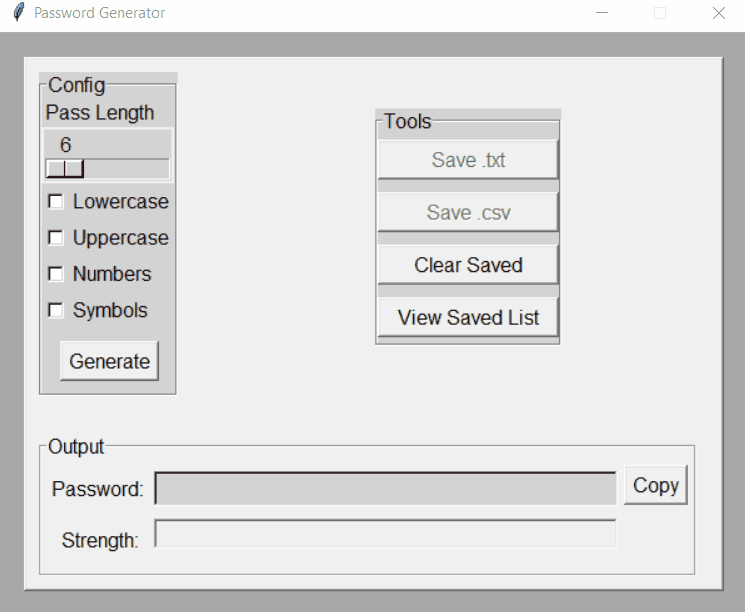 Password Generator
Config
Pass Length
6
Lowercase
Uppercase
Numbers
Symbols
Generate
Tools
Save .txt
Save .csv
Clear Saved
View Saved List
Output
Password:
Copy
Strength: